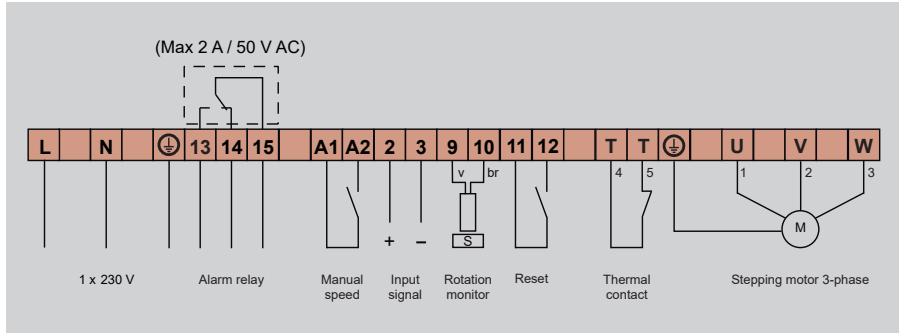 (Max 2 A / 50 V AC)
L N 13 14 15 A1 A2 2 3 9 10 11 12 T T U V W
v br 4 5 1 2 3
M
+ – S
1 x 230 V Alarm relay Manual speed Input signal Rotation monitor Reset Thermal contact Stepping motor 3-phase